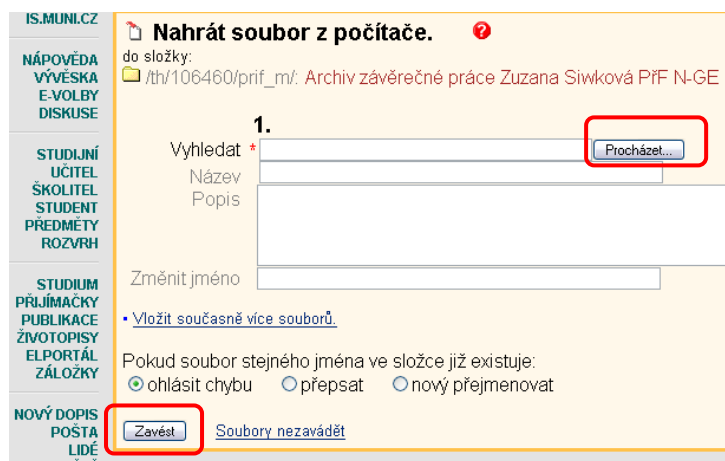 IS.MUNI.CZ
NÁPOVĚDA
VÝVĚSKA
E-VOLBY
DISKUSE
STUDIJNÍ
UČITEL
ŠKOLITEL
STUDENT
PŘEDMĚTY
ROZVRH
STUDIUM
PŘIJÍMAČKY
PUBLIKACE
ŽIVOTOPISY
ELPORTÁL
ZÁLOŽKY
NOVÝ DOPIS
POŠTA
LIDÉ
Nahrát soubor z počítače. ?
do složky:
/th/106460/prif_m/: Archiv závěrečné práce Zuzana Siwková PřF N-GE
1.
Vyhledat * Procházet...
Název
Popis
Změnit jméno
• Vložit současně více souborů.
Pokud soubor stejného jména ve složce již existuje:
ohlásit chybu přepsat nový přejmenovat
Zavést Soubory nezavádět